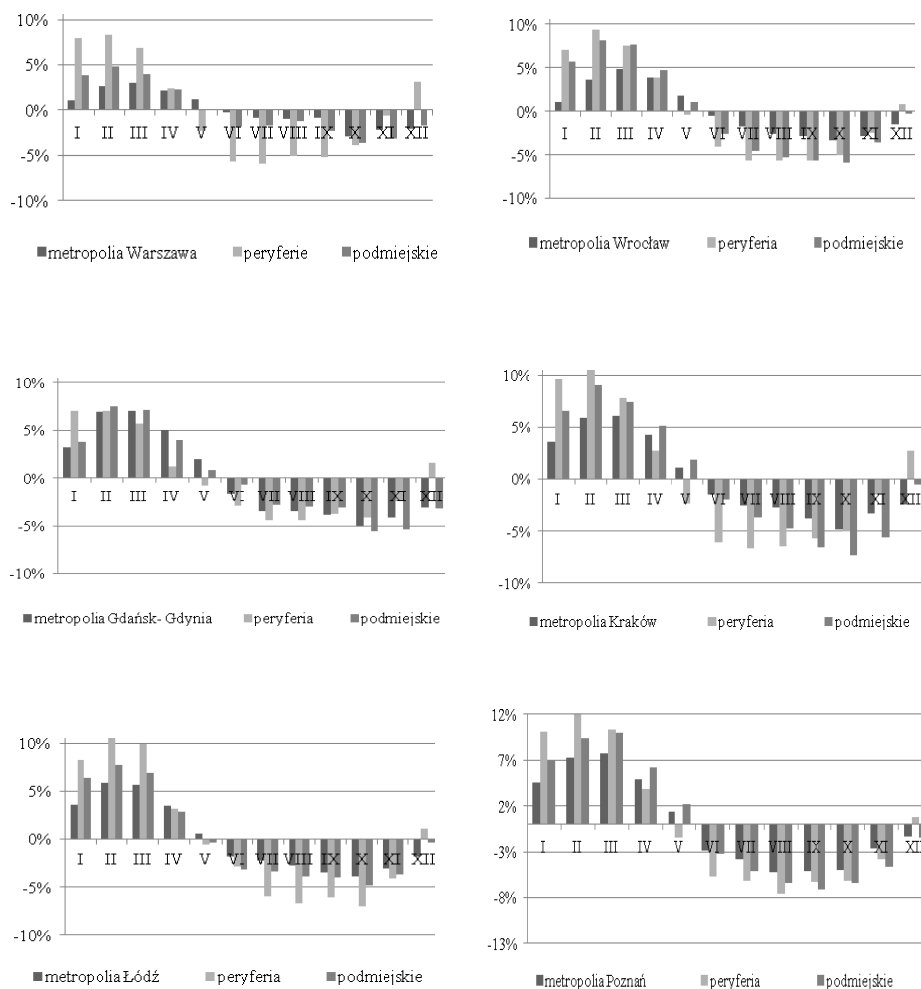 10%
5%
0%
-5%
-10%
I II III IV V VI VII VIII IX X XI XII
metropolia Warszawa peryferie podmiejskie
10%
5%
0%
-5%
-10%
I II III IV V VI VII VIII IX X XI XII
metropolia Wrocław peryferia podmiejskie
10%
5%
0%
-5%
-10%
I II III IV V VI VII VIII IX X XI XII
metropolia Gdańsk- Gdynia peryferia podmiejskie
10%
5%
0%
-5%
-10%
I II III IV V VI VII VIII IX X XI XII
metropolia Kraków peryferia podmiejskie
10%
5%
0%
-5%
-10%
I II III IV V VI VII VIII IX X XI XII
metropolia Łódź peryferia podmiejskie
12%
7%
2%
-3%
-8%
-13%
I II III IV V VI VII VIII IX X XI XII
metropolia Poznań peryferia podmiejskie